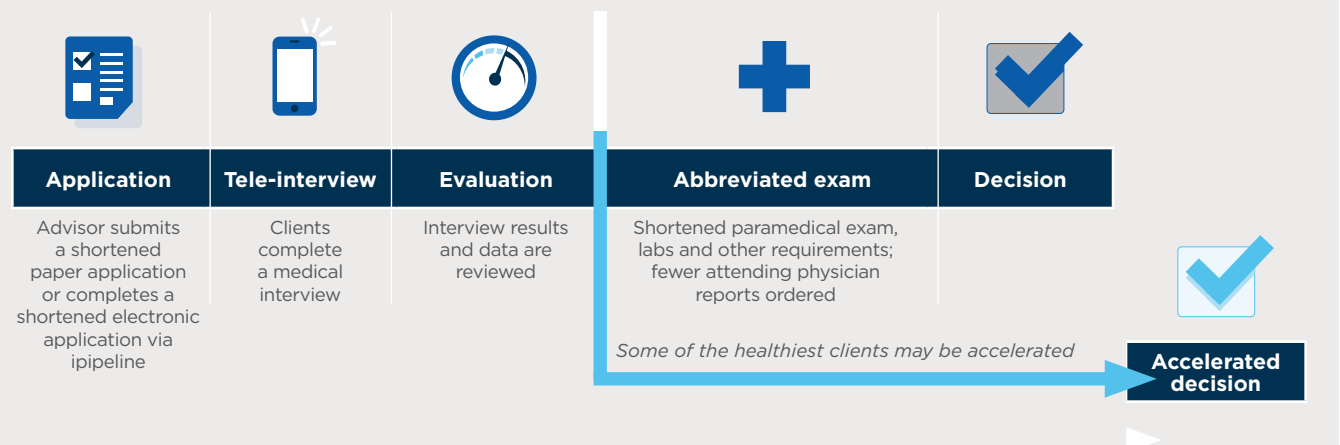 Application
Advisor submits
a shortened
paper application
or completes a
shortened electronic
application via
ipipeline
Tele-interview
Clients
complete
a medical
interview
Evaluation
Interview results
and data are
reviewed
Abbreviated exam
Shortened paramedical exam,
labs and other requirements;
fewer attending physician
reports ordered
Decision
Some of the healthiest clients may be accelerated
Accelerated
decision